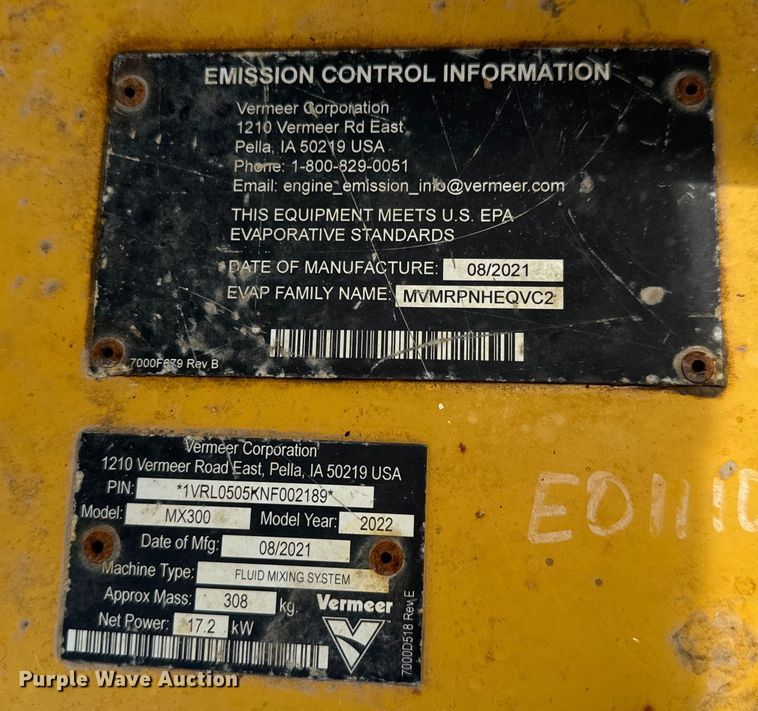 EMISSION CONTROL INFORMATION
Vermeer Corporation
1210 Vermeer Rd East
Pella, IA 50219 USA
Phone: 1-800-829-0051
Email: engine_emission_info@vermeer.com
THIS EQUIPMENT MEETS U.S. EPA
EVAPORATIVE STANDARDS
DATE OF MANUFACTURE: 08/2021
EVAP FAMILY NAME: MVMRPNHEQVC2
7000F679 Rev B
Vermeer Corporation
1210 Vermeer Road East, Pella, IA 50219 USA
PIN: *1VRL0505KNF002189*
Model: MX300 Model Year: 2022
Date of Mfg: 08/2021
Machine Type: FLUID MIXING SYSTEM
Approx Mass: 308 kg.
Net Power: 17.2 kW
Vermeer
7000D518 Rev E
Purple Wave Auction